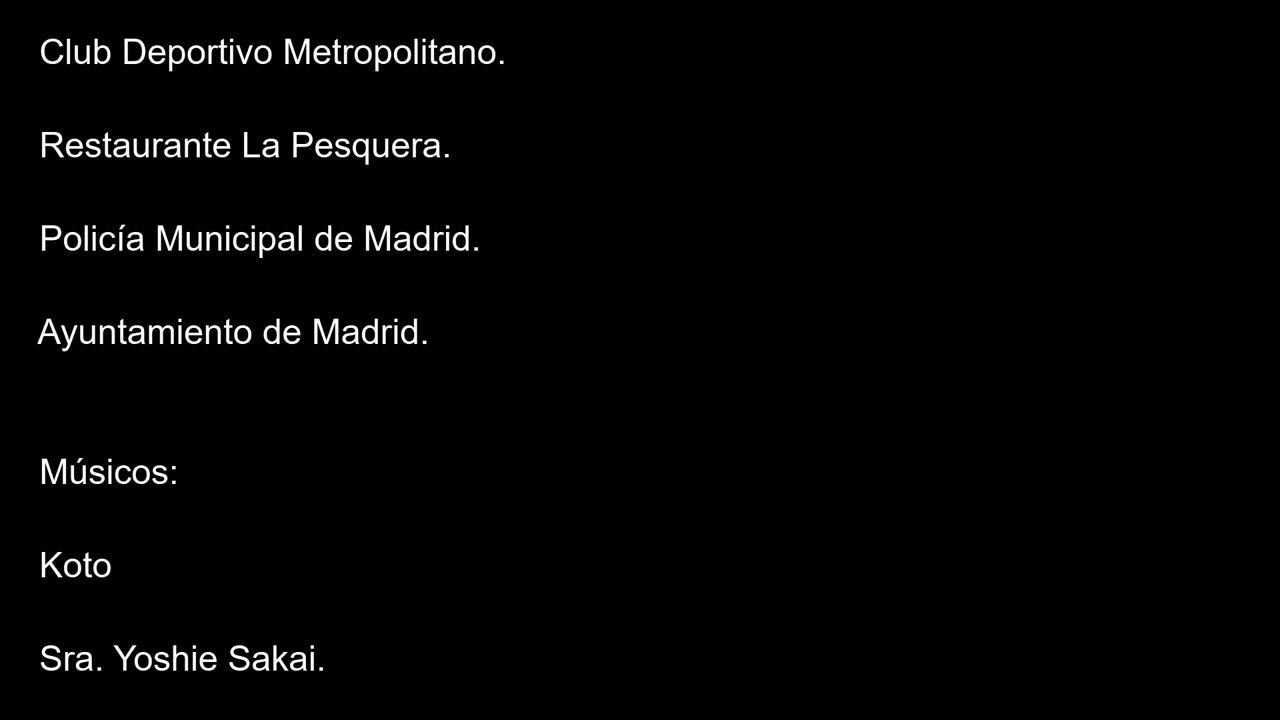 Club Deportivo Metropolitano.
Restaurante La Pesquera.
Policía Municipal de Madrid.
Ayuntamiento de Madrid.
Músicos:
Koto
Sra. Yoshie Sakai.